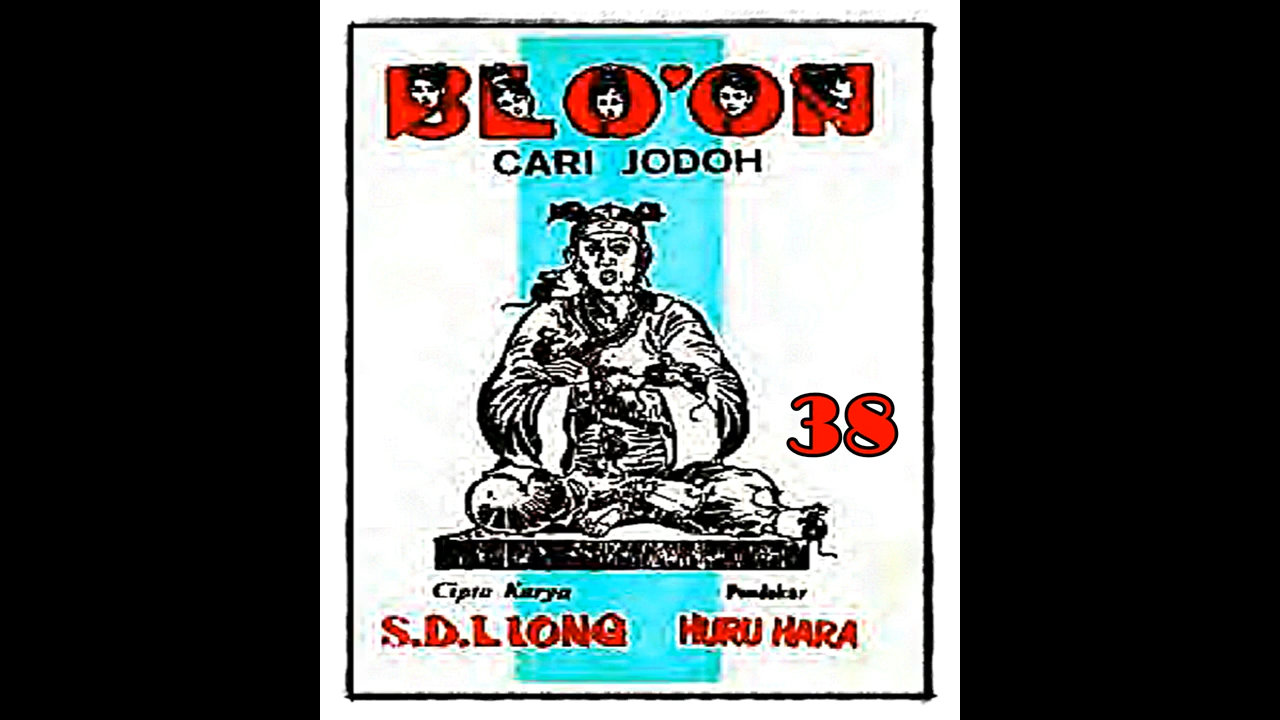 BLO'ON
CARI JODOH
38
Cipta Karya
Pendekar
S.D.LIONG
HURU HARA